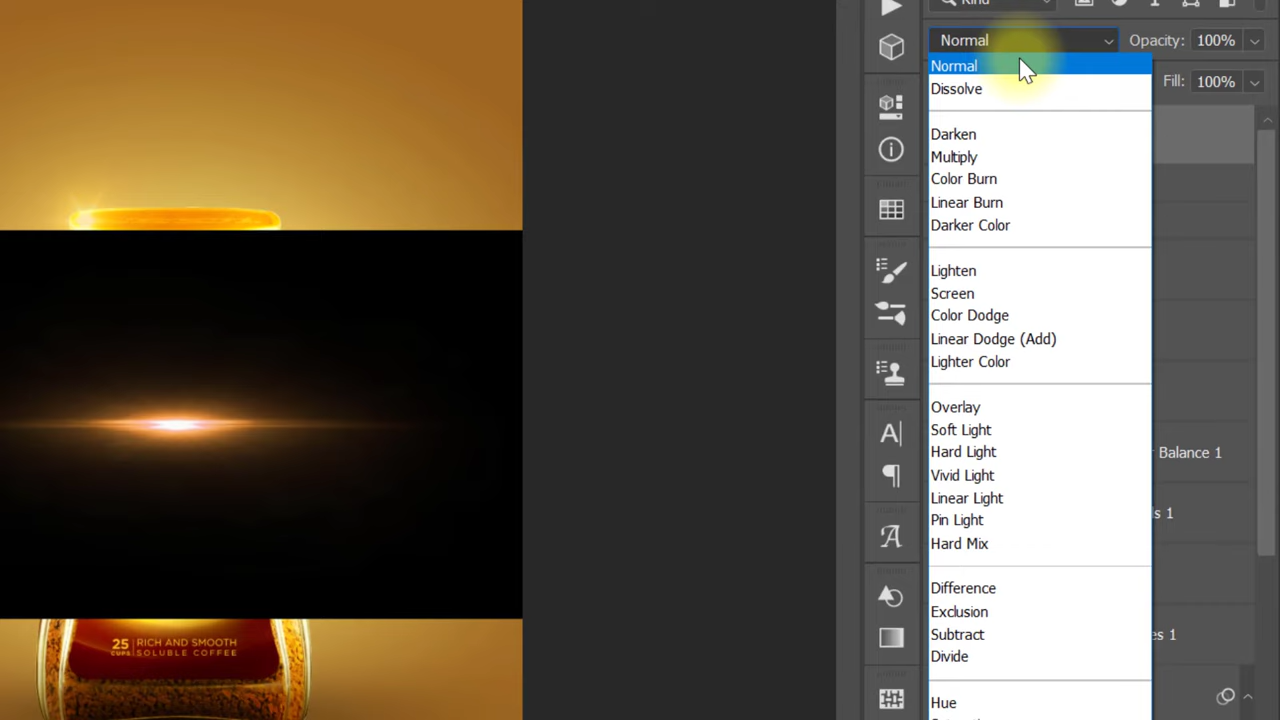 Kind
Normal
Opacity: 100%
Normal
Fill: 100%
Dissolve
Darken
Multiply
Color Burn
Linear Burn
Darker Color
Lighten
Screen
Color Dodge
Linear Dodge (Add)
Lighter Color
Overlay
Soft Light
Hard Light
Balance 1
Vivid Light
Linear Light
s 1
Pin Light
Hard Mix
Difference
Exclusion
Subtract
es 1
Divide
Hue
25 CUPS
RICH AND SMOOTH
SOLUBLE COFFEE